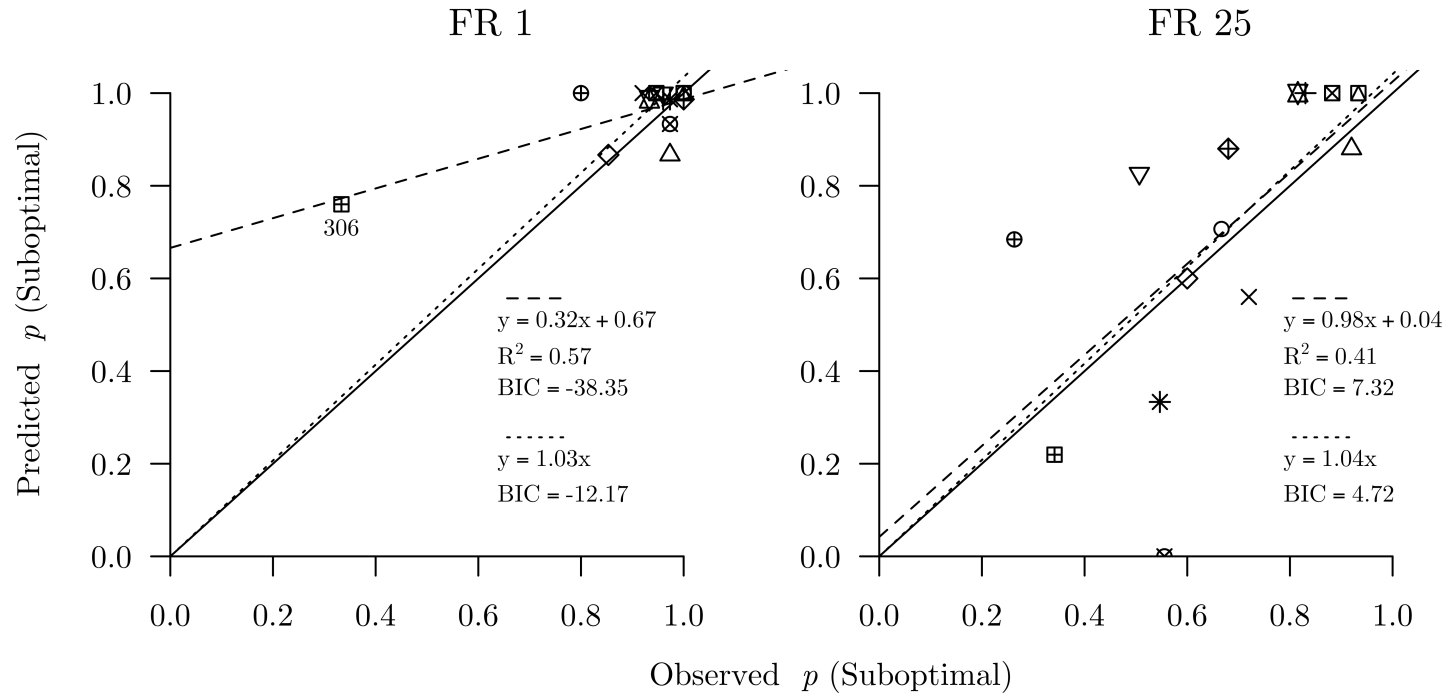 FR 1
FR 25
Predicted p (Suboptimal)
1.0
0.8
0.6
0.4
0.2
0.0
0.0 0.2 0.4 0.6 0.8 1.0
306
y = 0.32x + 0.67
R² = 0.57
BIC = -38.35
y = 1.03x
BIC = -12.17
1.0
0.8
0.6
0.4
0.2
0.0
0.0 0.2 0.4 0.6 0.8 1.0
y = 0.98x + 0.04
R² = 0.41
BIC = 7.32
y = 1.04x
BIC = 4.72
Observed p (Suboptimal)